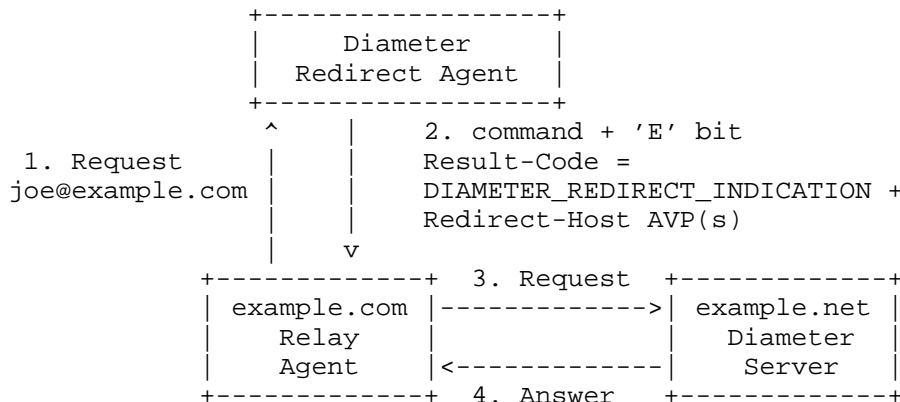 Diameter
Redirect Agent
2. command + 'E' bit
1. Request
Result-Code =
joe@example.com
DIAMETER_REDIRECT_INDICATION +
Redirect-Host AVP(s)
3. Request
example.com
example.net
Relay
Diameter
Agent
Server
4. Answer